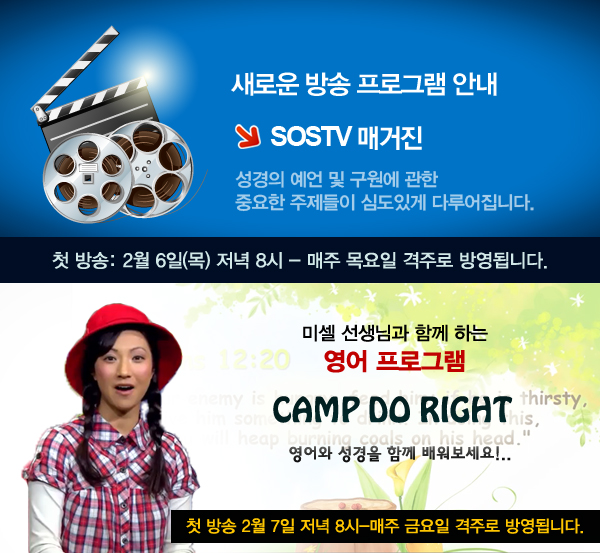 새로운 방송 프로그램 안내
SOSTV 매거진
성경의 예언 및 구원에 관한
중요한 주제들이 심도있게 다루어집니다.
첫 방송: 2월 6일(목) 저녁 8시 – 매주 목요일 격주로 방영됩니다.
미셸 선생님과 함께 하는
영어 프로그램
12:20
enemy is
thirsty,
CAMP DO RIGHT
him som
his,
ll heap burning coals on his head."
영어와 성경을 함께 배워보세요!..
첫 방송 2월 7일 저녁 8시–매주 금요일 격주로 방영됩니다.